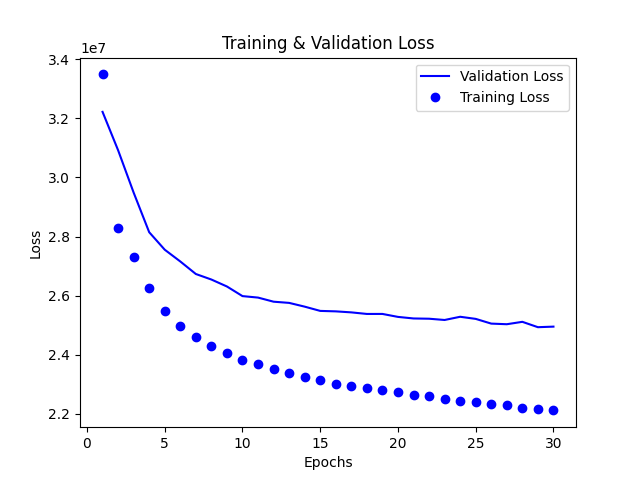 Training & Validation Loss
1e7
Validation Loss
Training Loss
3.4
3.2
3.0
2.8
2.6
2.4
2.2
Loss
0
5
10
15
20
25
30
Epochs